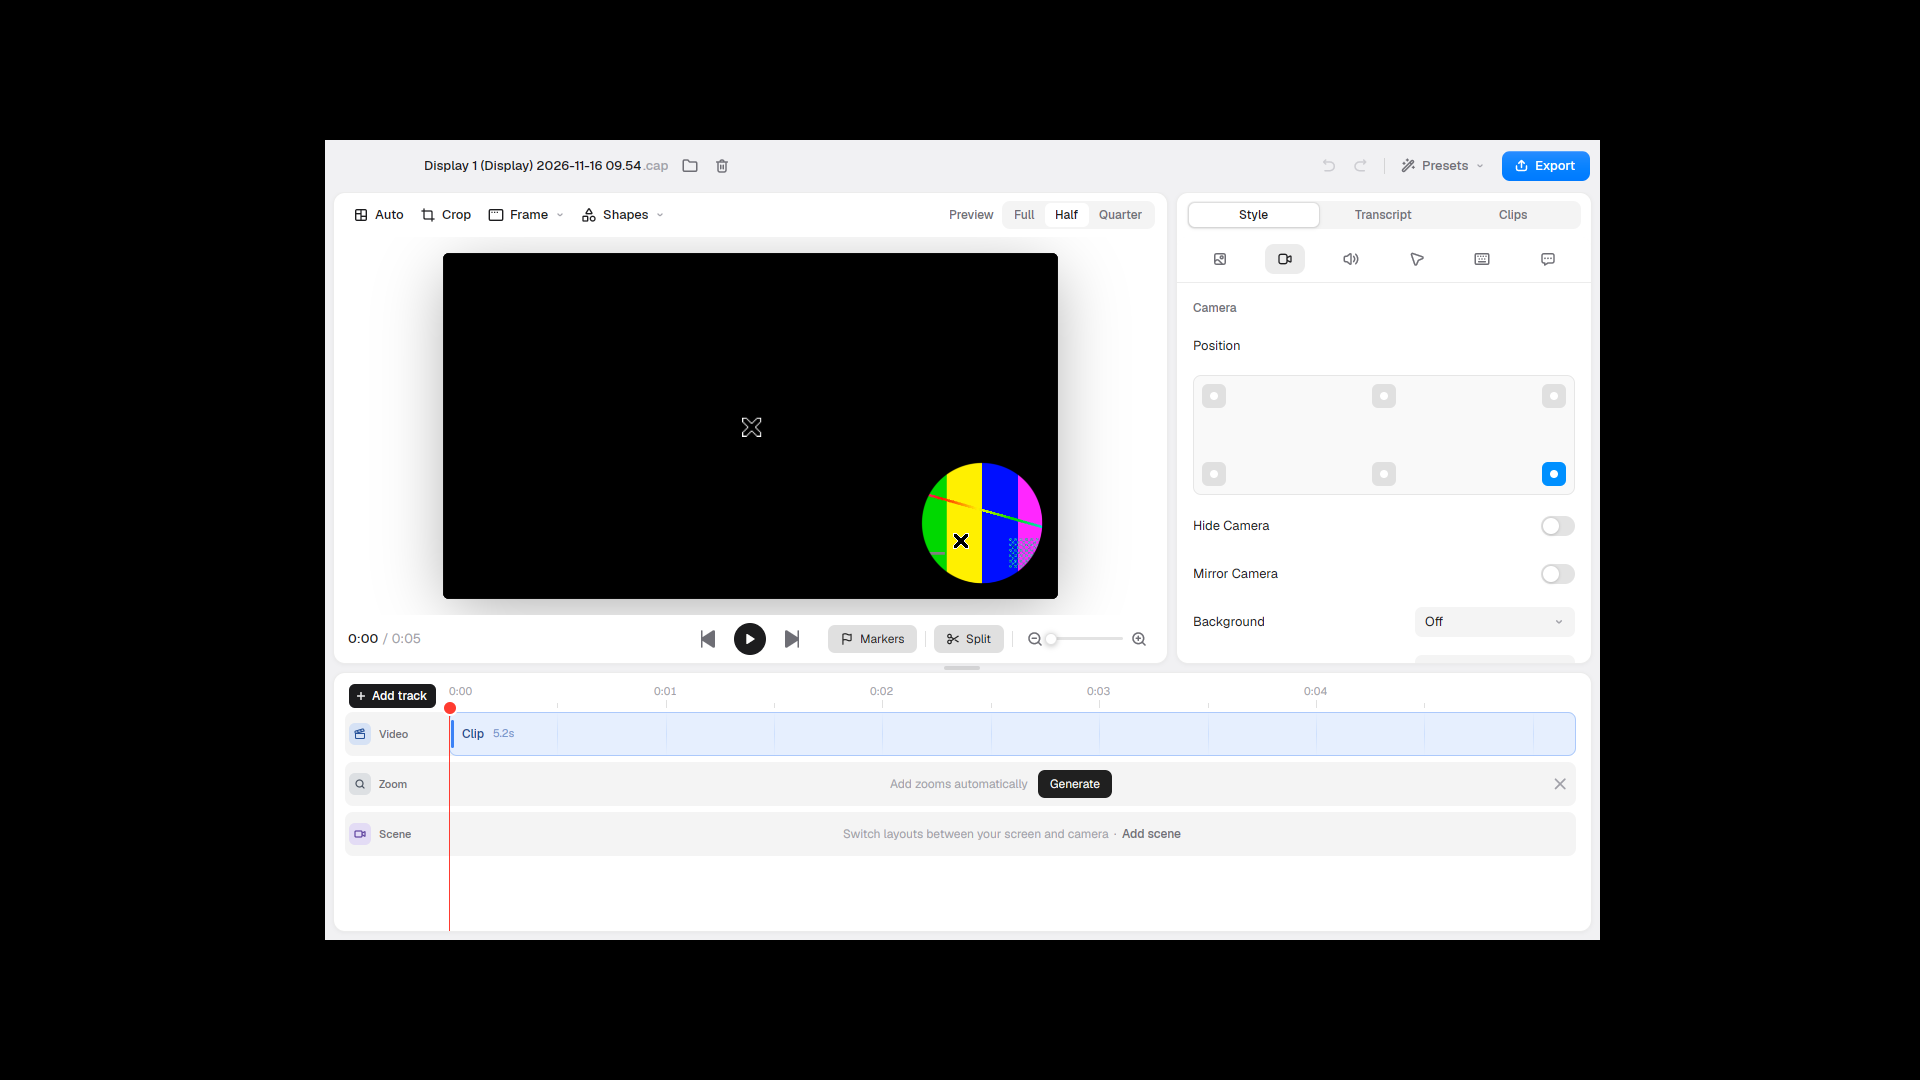 Display 1 (Display) 2026-11-16 09.54.cap
Presets
Export
Auto
Crop
Frame
Shapes
Preview
Full
Half
Quarter
Style
Transcript
Clips
Camera
Position
Hide Camera
Mirror Camera
Background
Off
0:00 / 0:05
Markers
Split
+ Add track
0:00
0:01
0:02
0:03
0:04
Video
Clip 5.2s
Zoom
Add zooms automatically
Generate
Scene
Switch layouts between your screen and camera · Add scene